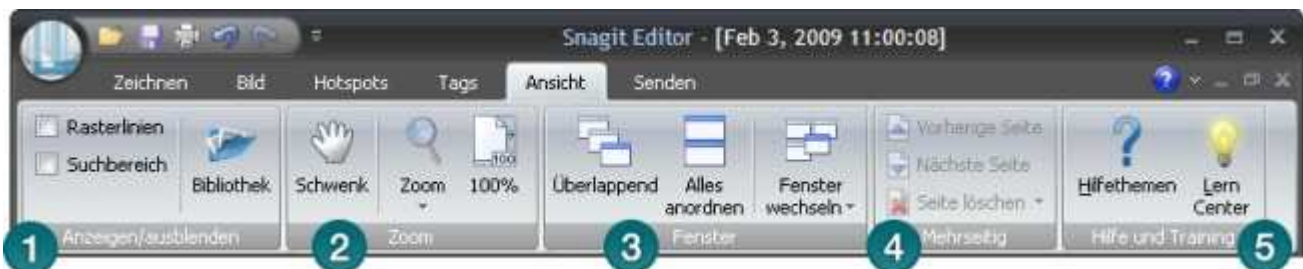 Snagit Editor - [Feb 3, 2009 11:00:08]
Zeichnen Bild Hotspots Tags Ansicht Senden
Rasterlinien
Suchbereich
Bibliothek
Schwenk
Zoom
100
100%
Überlappend
Alles
anordnen
Fenster
wechseln
Vorherige Seite
Nächste Seite
Seite löschen
Hilfethemen
Lern
Center
1 Anzeigen/ausblenden
2 Zoom
3 Fenster
4 Mehrseitig
Hilfe und Training 5